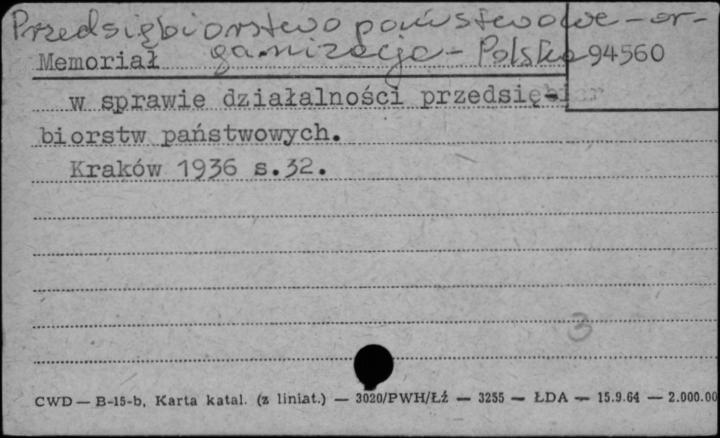 Przedsiębiorstwo państwowe - or-
ganizacja - Polska
Memoriał 94560
w sprawie działalności przedsię-
biorstw państwowych.
Kraków 1936 s.32.
3
CWD — B-15-b, Karta katal. (z liniat.) — 3020/PWH/Łź — 3255 — ŁDA — 15.9.64 — 2.000.00